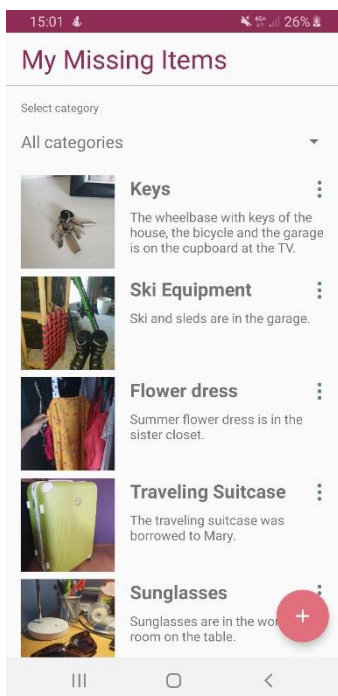 15:01 26%
My Missing Items
Select category
All categories
Keys
The wheelbase with keys of the
house, the bicycle and the garage
is on the cupboard at the TV.
Ski Equipment
Ski and sleds are in the garage.
Flower dress
Summer flower dress is in the
sister closet.
Traveling Suitcase
The traveling suitcase was
borrowed to Mary.
Sunglasses
Sunglasses are in the
room on the table.